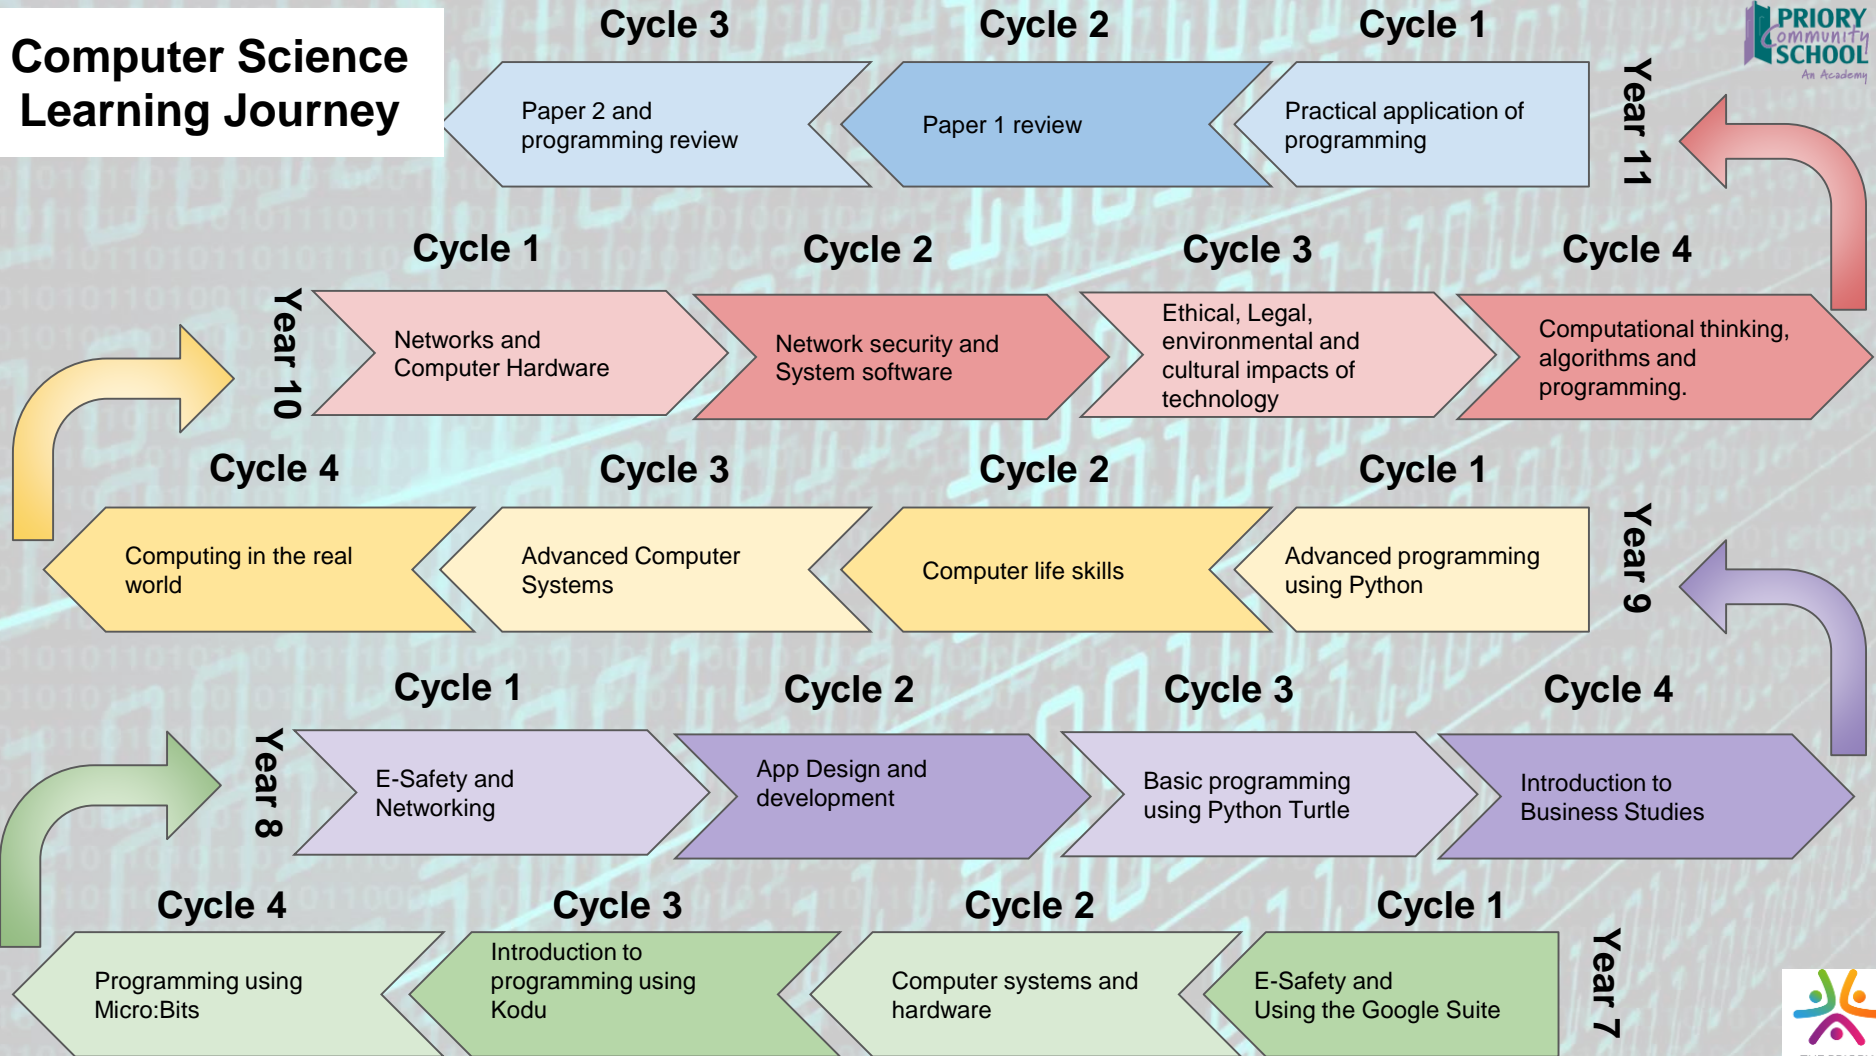 Computer Science
Learning Journey
Cycle 3
Cycle 2
Cycle 1
PRIORY
Community
SCHOOL
An Academy
Paper 2 and
programming review
Paper 1 review
Practical application of
programming
Year 11
Cycle 1
Cycle 2
Cycle 3
Cycle 4
Year 10
Networks and
Computer Hardware
Network security and
System software
Ethical, Legal,
environmental and
cultural impacts of
technology
Computational thinking,
algorithms and
programming.
Cycle 4
Cycle 3
Cycle 2
Cycle 1
Computing in the real
world
Advanced Computer
Systems
Computer life skills
Advanced programming
using Python
Year 9
Cycle 1
Cycle 2
Cycle 3
Cycle 4
Year 8
E-Safety and
Networking
App Design and
development
Basic programming
using Python Turtle
Introduction to
Business Studies
Cycle 4
Cycle 3
Cycle 2
Cycle 1
Programming using
Micro:Bits
Introduction to
programming using
Kodu
Computer systems and
hardware
E-Safety and
Using the Google Suite
Year 7